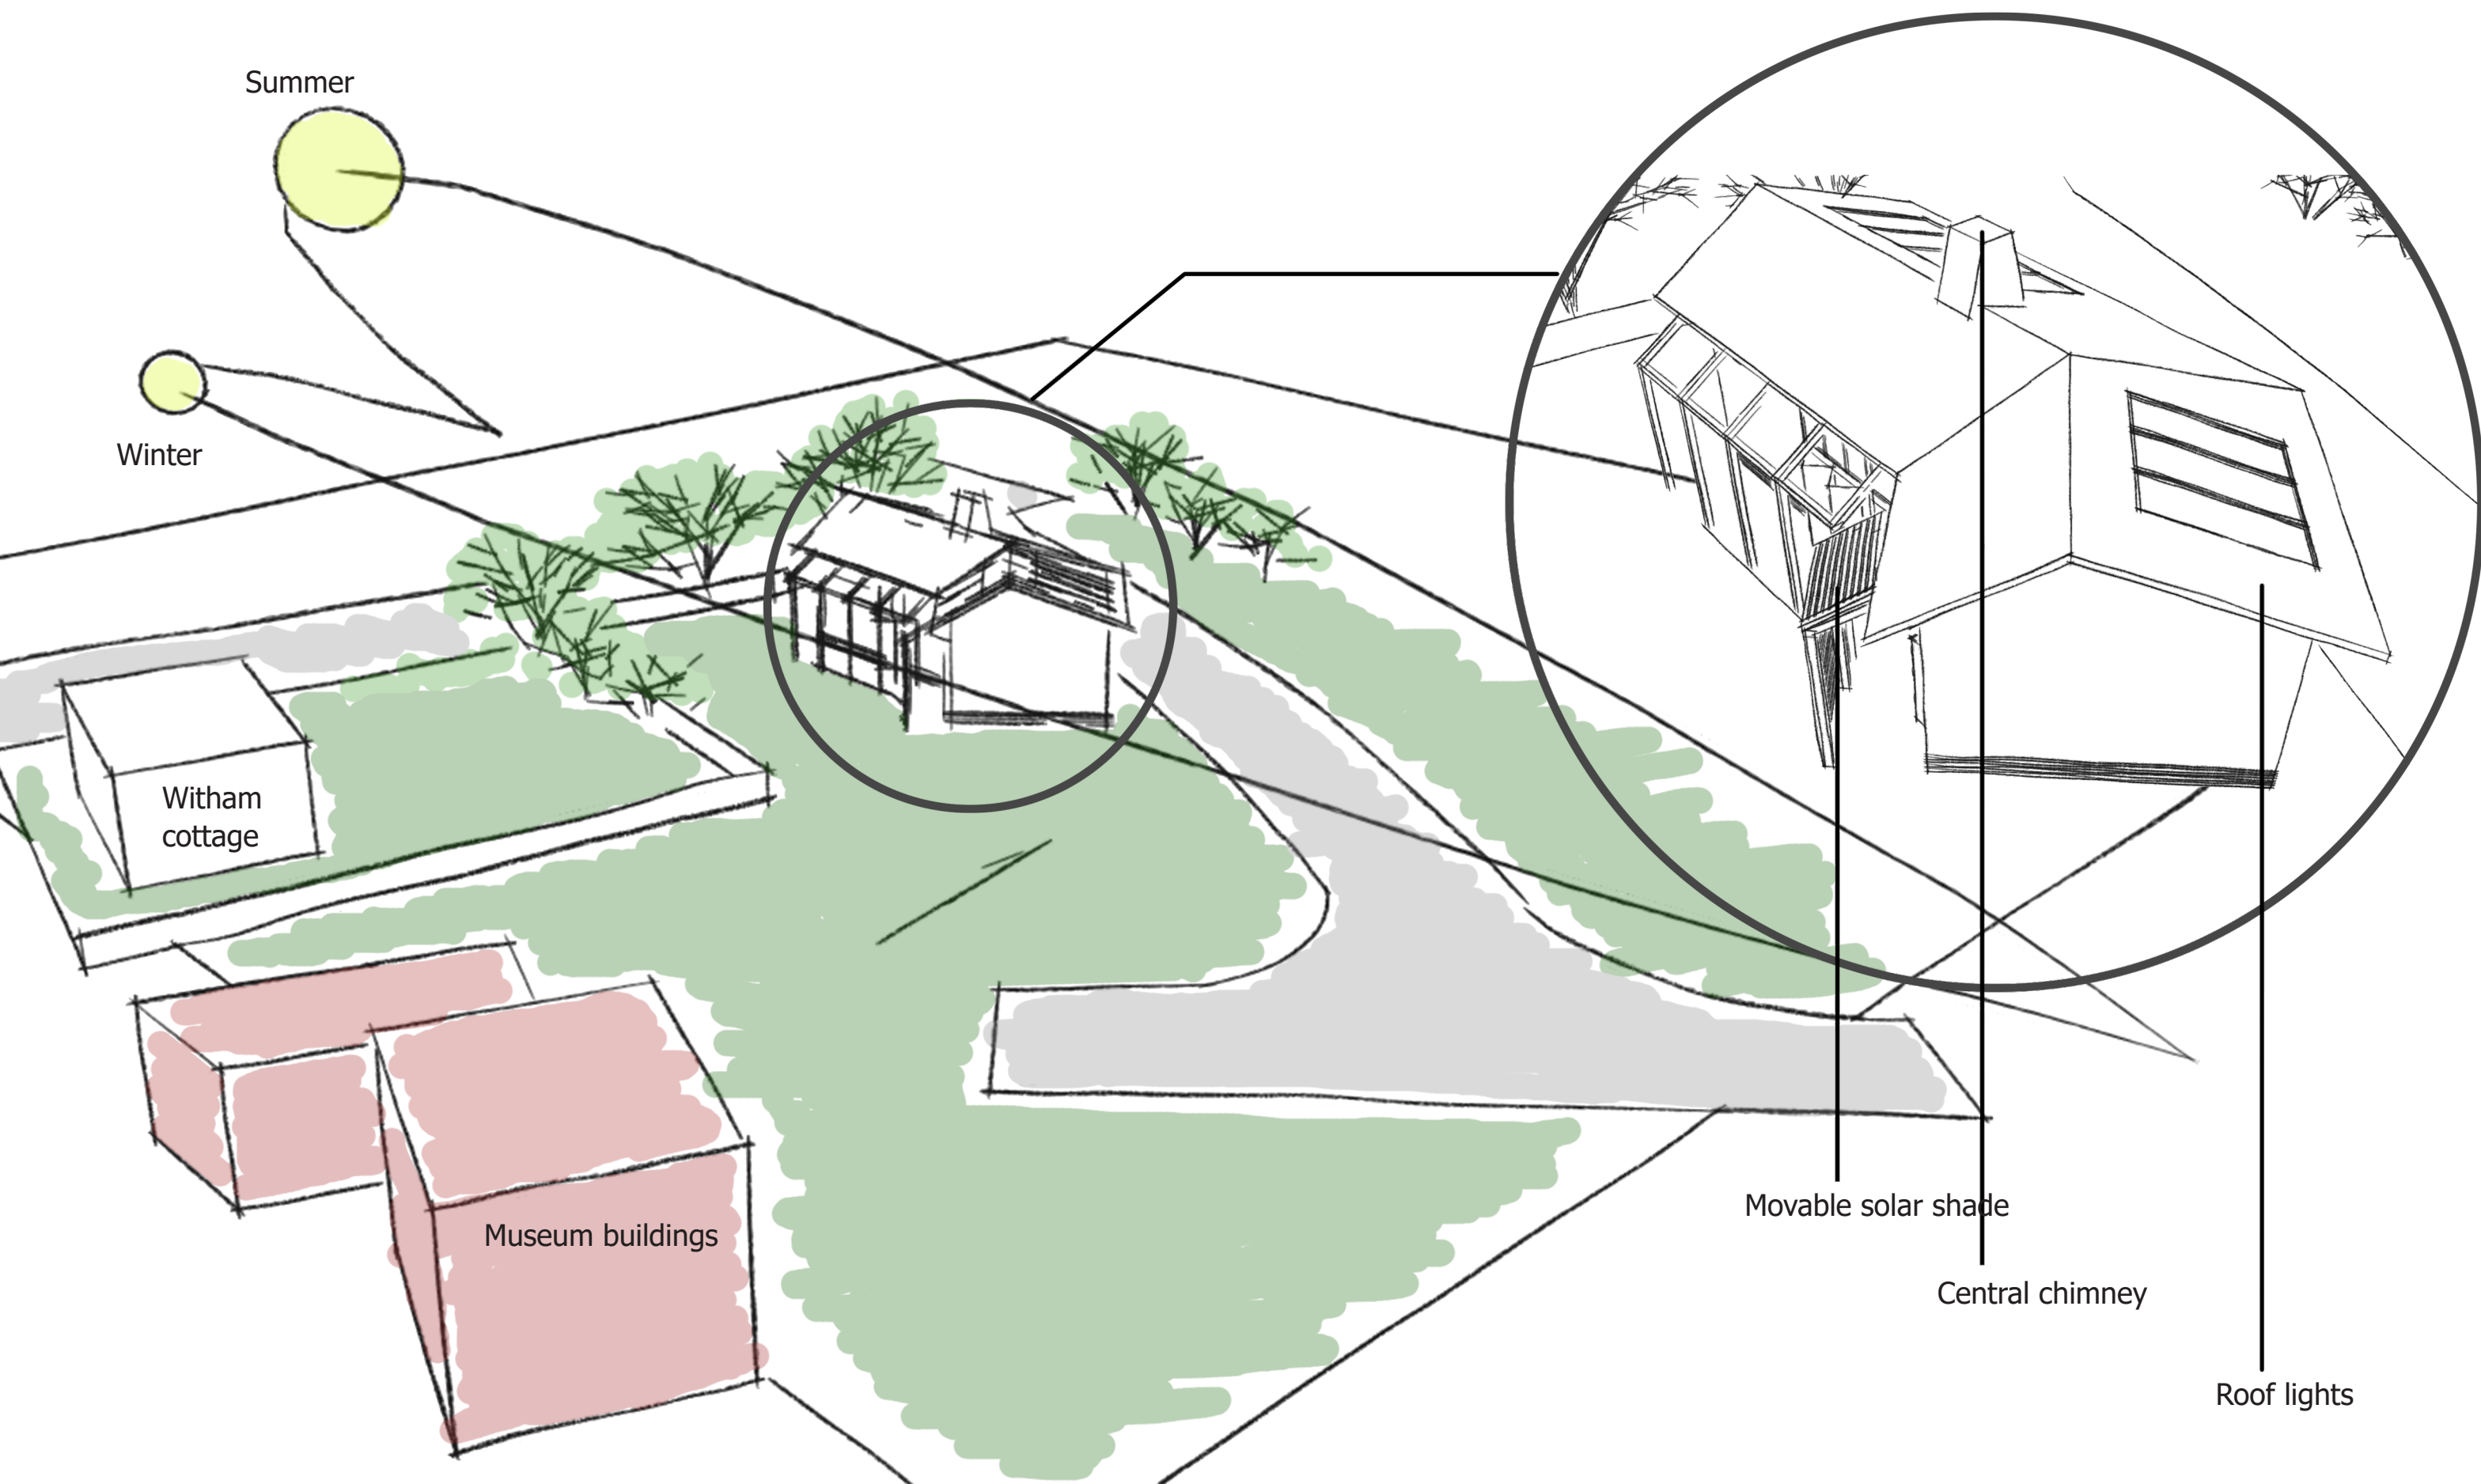 Summer
Winter
Witham
cottage
Museum buildings
Movable solar shade
Central chimney
Roof lights